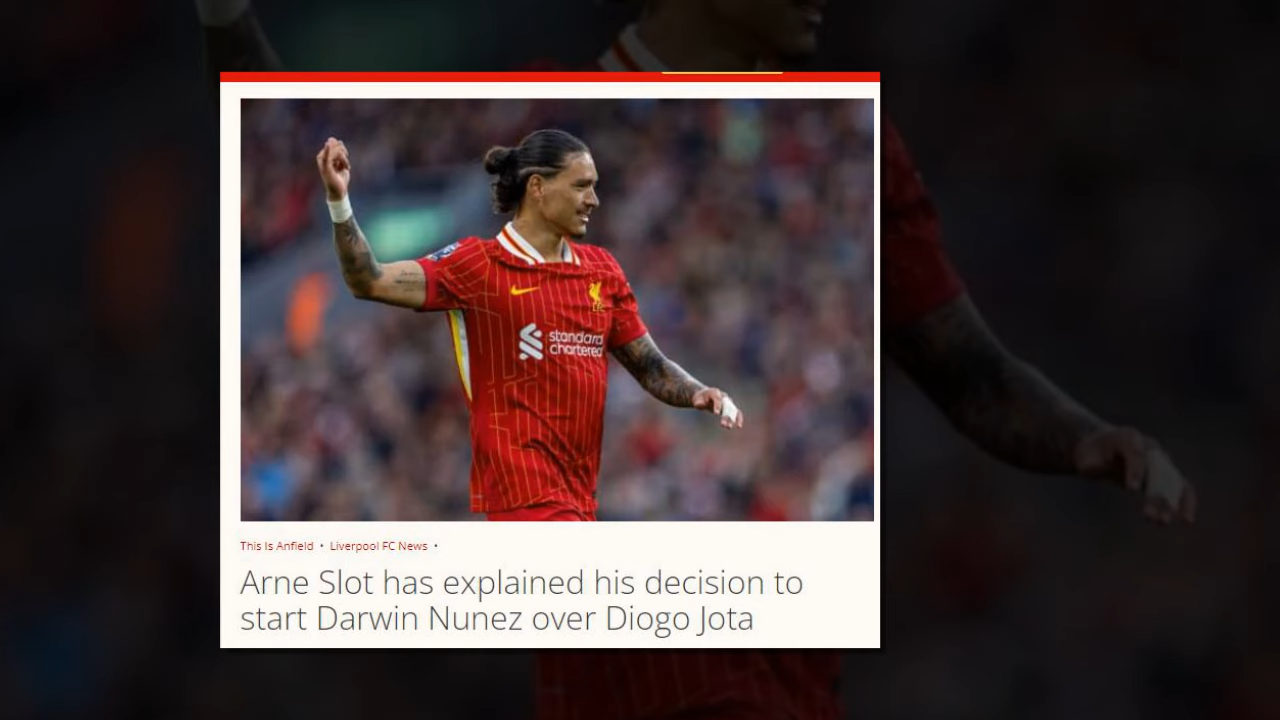 standard
chartered
This Is Anfield • Liverpool FC News •
Arne Slot has explained his decision to
start Darwin Nunez over Diogo Jota